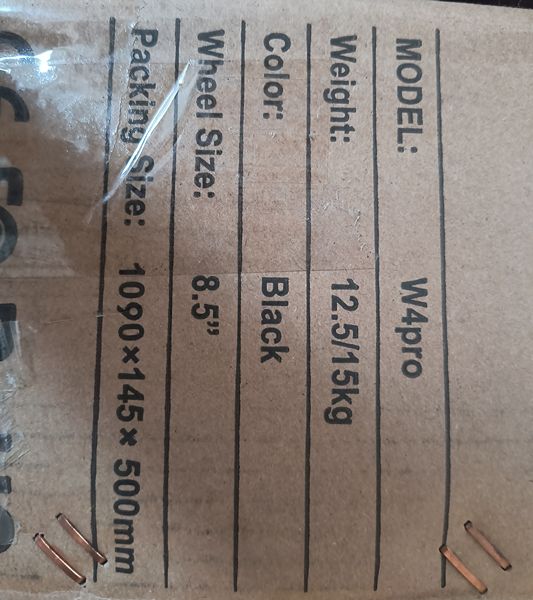 MODEL: W4pro
Weight: 12.5/15kg
Color: Black
Wheel Size: 8.5”
Packing Size: 1090×145×500mm